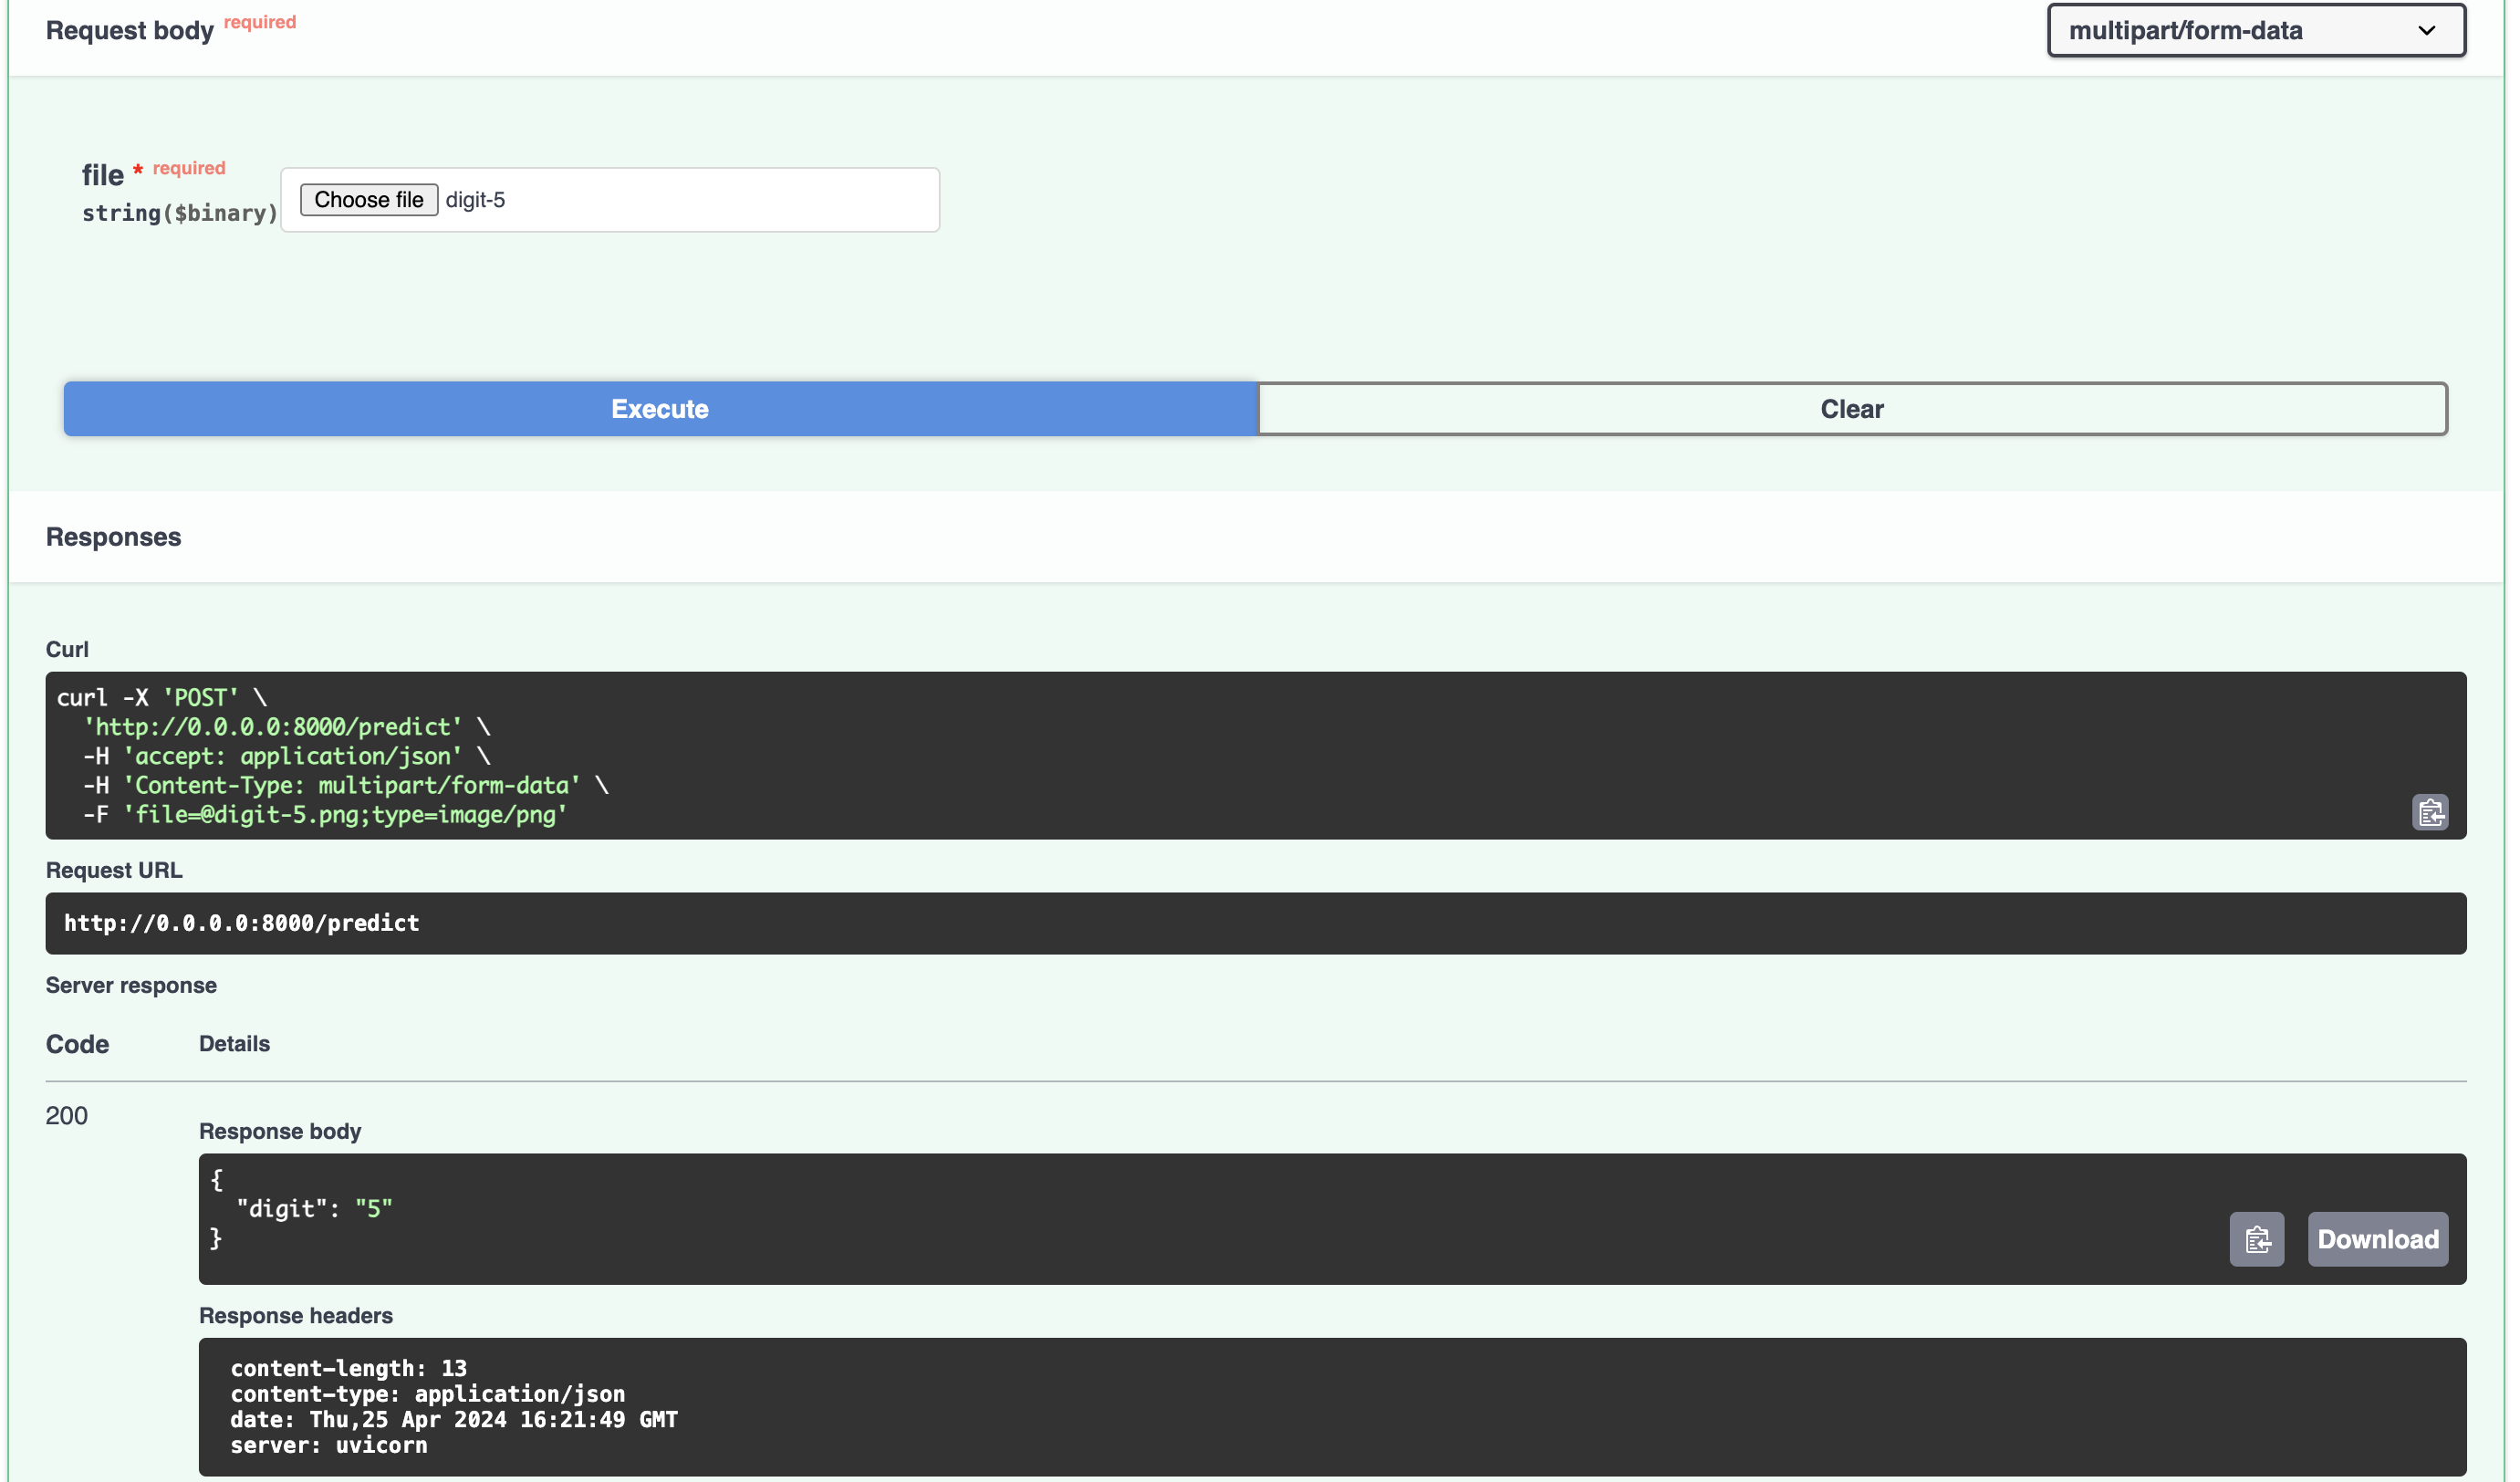 Request body required
multipart/form-data
file * required
string($binary)
Choose file digit-5
Execute
Clear
Responses
Curl
curl -X 'POST' \
  'http://0.0.0.0:8000/predict' \
  -H 'accept: application/json' \
  -H 'Content-Type: multipart/form-data' \
  -F 'file=@digit-5.png;type=image/png'
Request URL
http://0.0.0.0:8000/predict
Server response
Code Details
200
Response body
{
  "digit": "5"
}
Download
Response headers
content-length: 13
content-type: application/json
date: Thu,25 Apr 2024 16:21:49 GMT
server: uvicorn